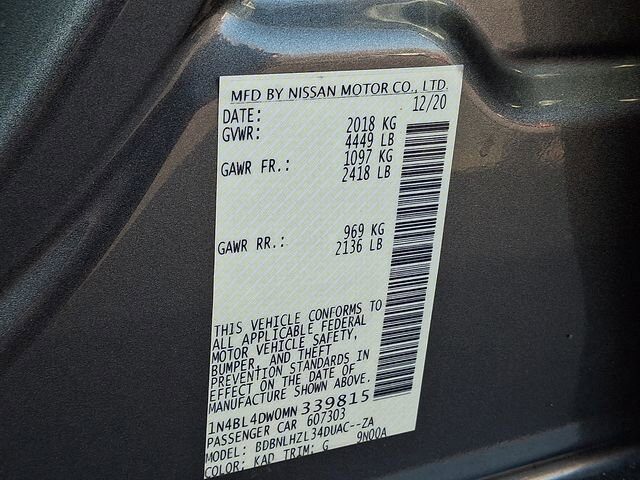 MFD BY NISSAN MOTOR CO., LTD.
DATE: 12/20
GVWR: 2018 KG
4449 LB
GAWR FR.: 1097 KG
2418 LB
GAWR RR.: 969 KG
2136 LB
THIS VEHICLE CONFORMS TO
ALL APPLICABLE FEDERAL
MOTOR VEHICLE SAFETY,
BUMPER, AND THEFT
PREVENTION STANDARDS IN
EFFECT ON THE DATE OF
MANUFACTURE SHOWN ABOVE.
1N4BL4DW0MN339815
PASSENGER CAR 607303
MODEL: BDBNLHZL34DUAC--ZA
COLOR: KAD TRIM: G 9N00A